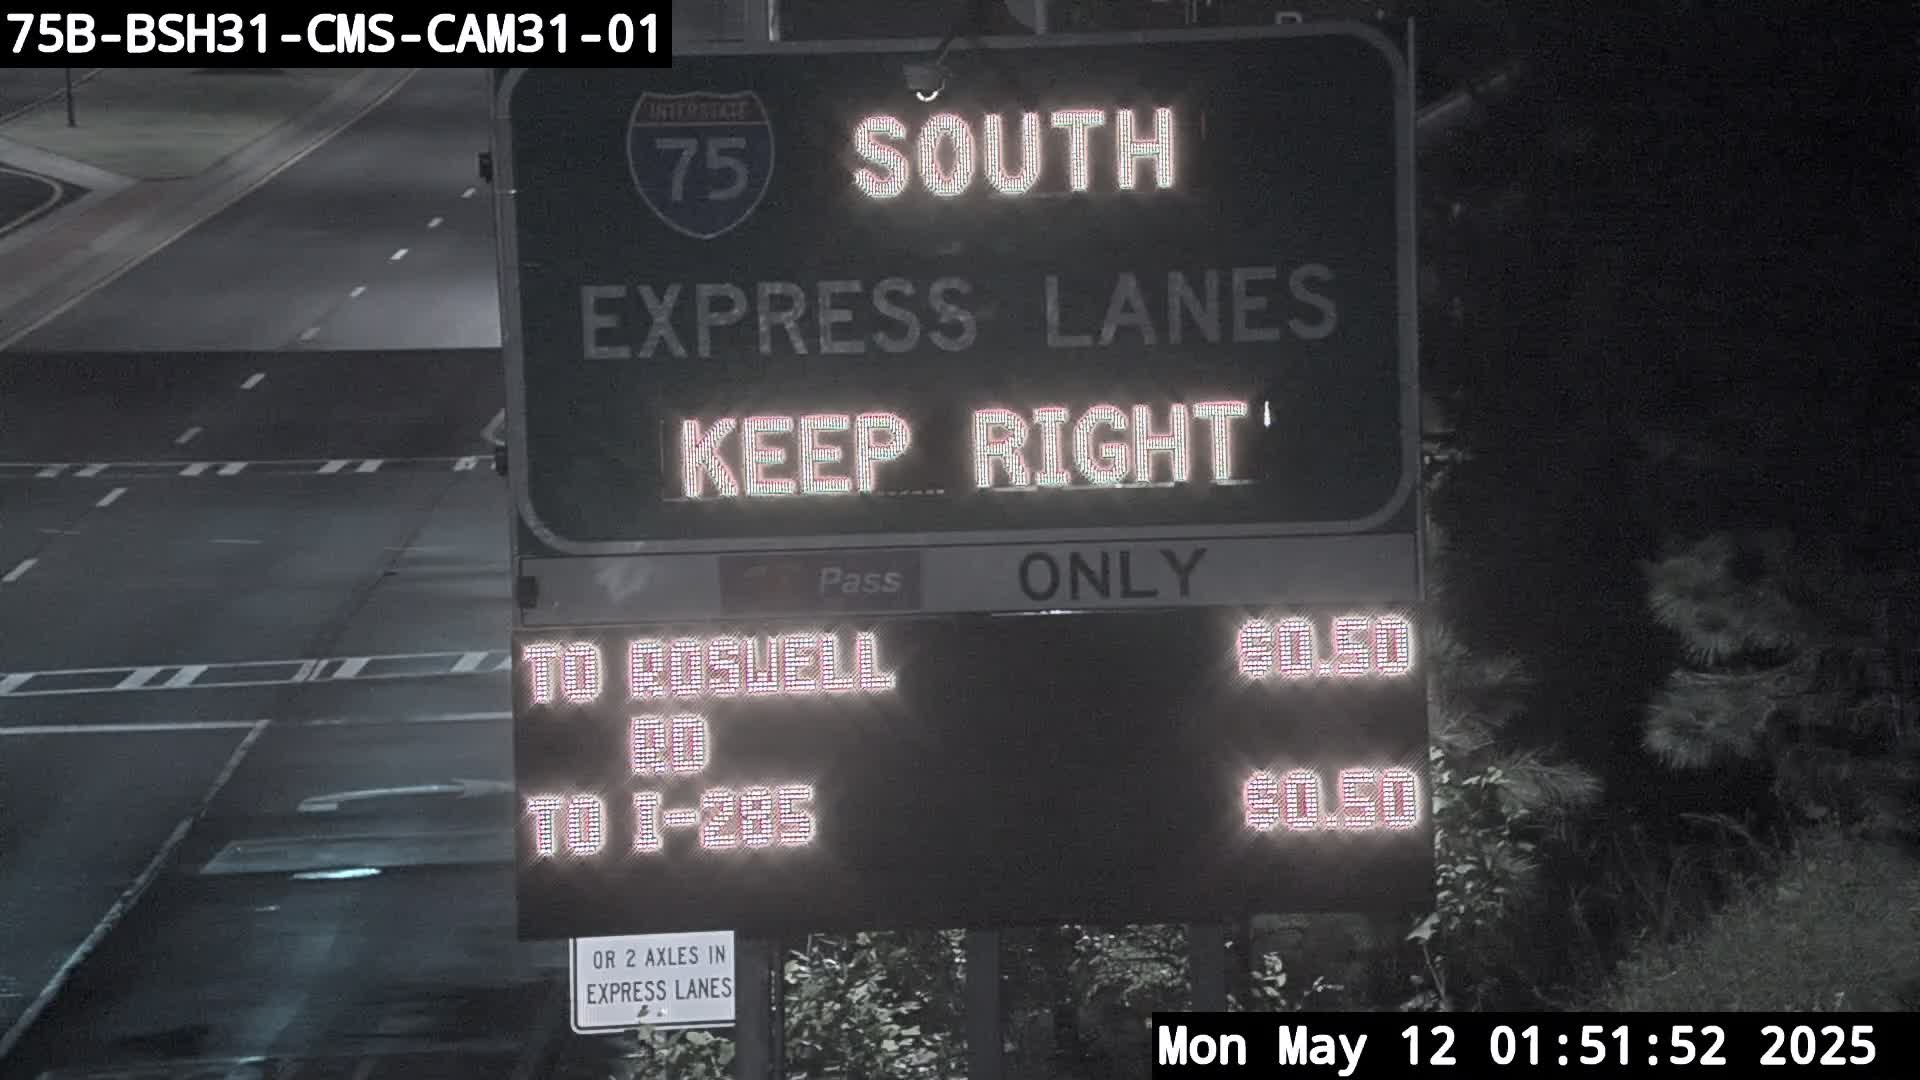 75B-BSH31-CMS-CAM31-01
INTERSTATE
75
SOUTH
EXPRESS LANES
KEEP RIGHT
Pass ONLY
TO ROSWELL $0.50
RD
TO I-285 $0.50
OR 2 AXLES IN
EXPRESS LANES
Mon May 12 01:51:52 2025